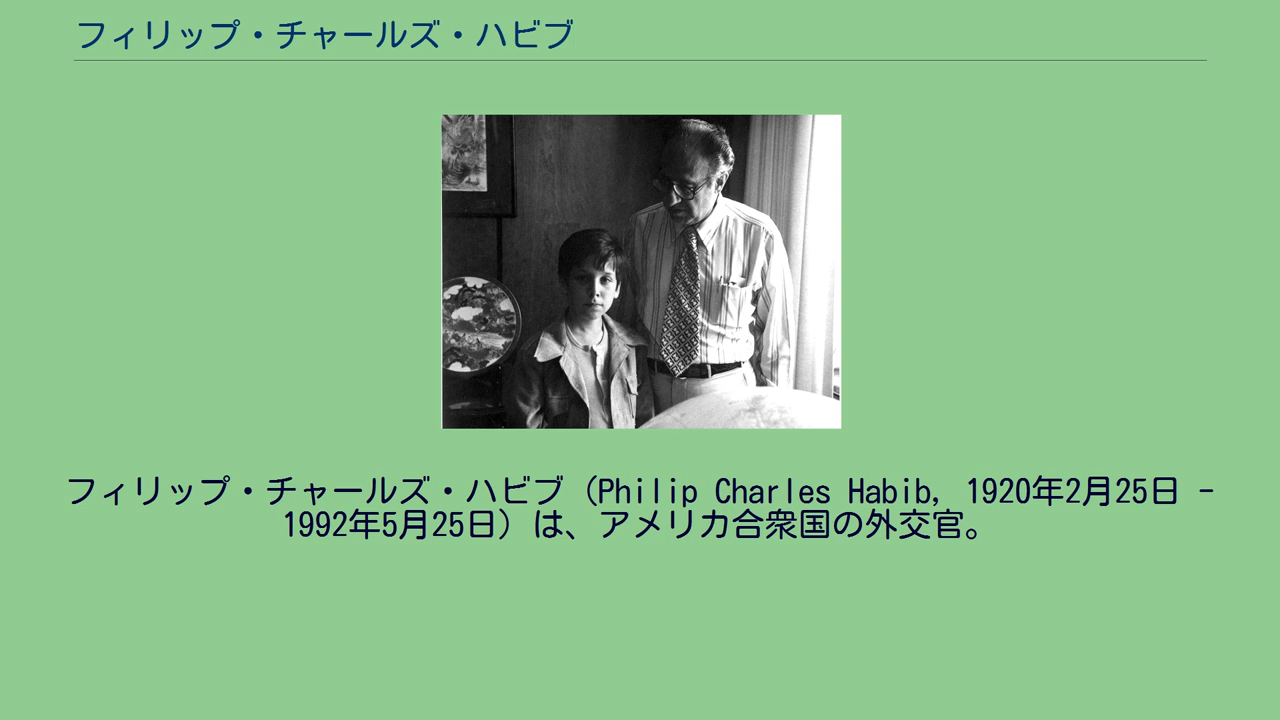 フィリップ・チャールズ・ハビブ
フィリップ・チャールズ・ハビブ（Philip Charles Habib, 1920年2月25日 -
1992年5月25日）は、アメリカ合衆国の外交官。